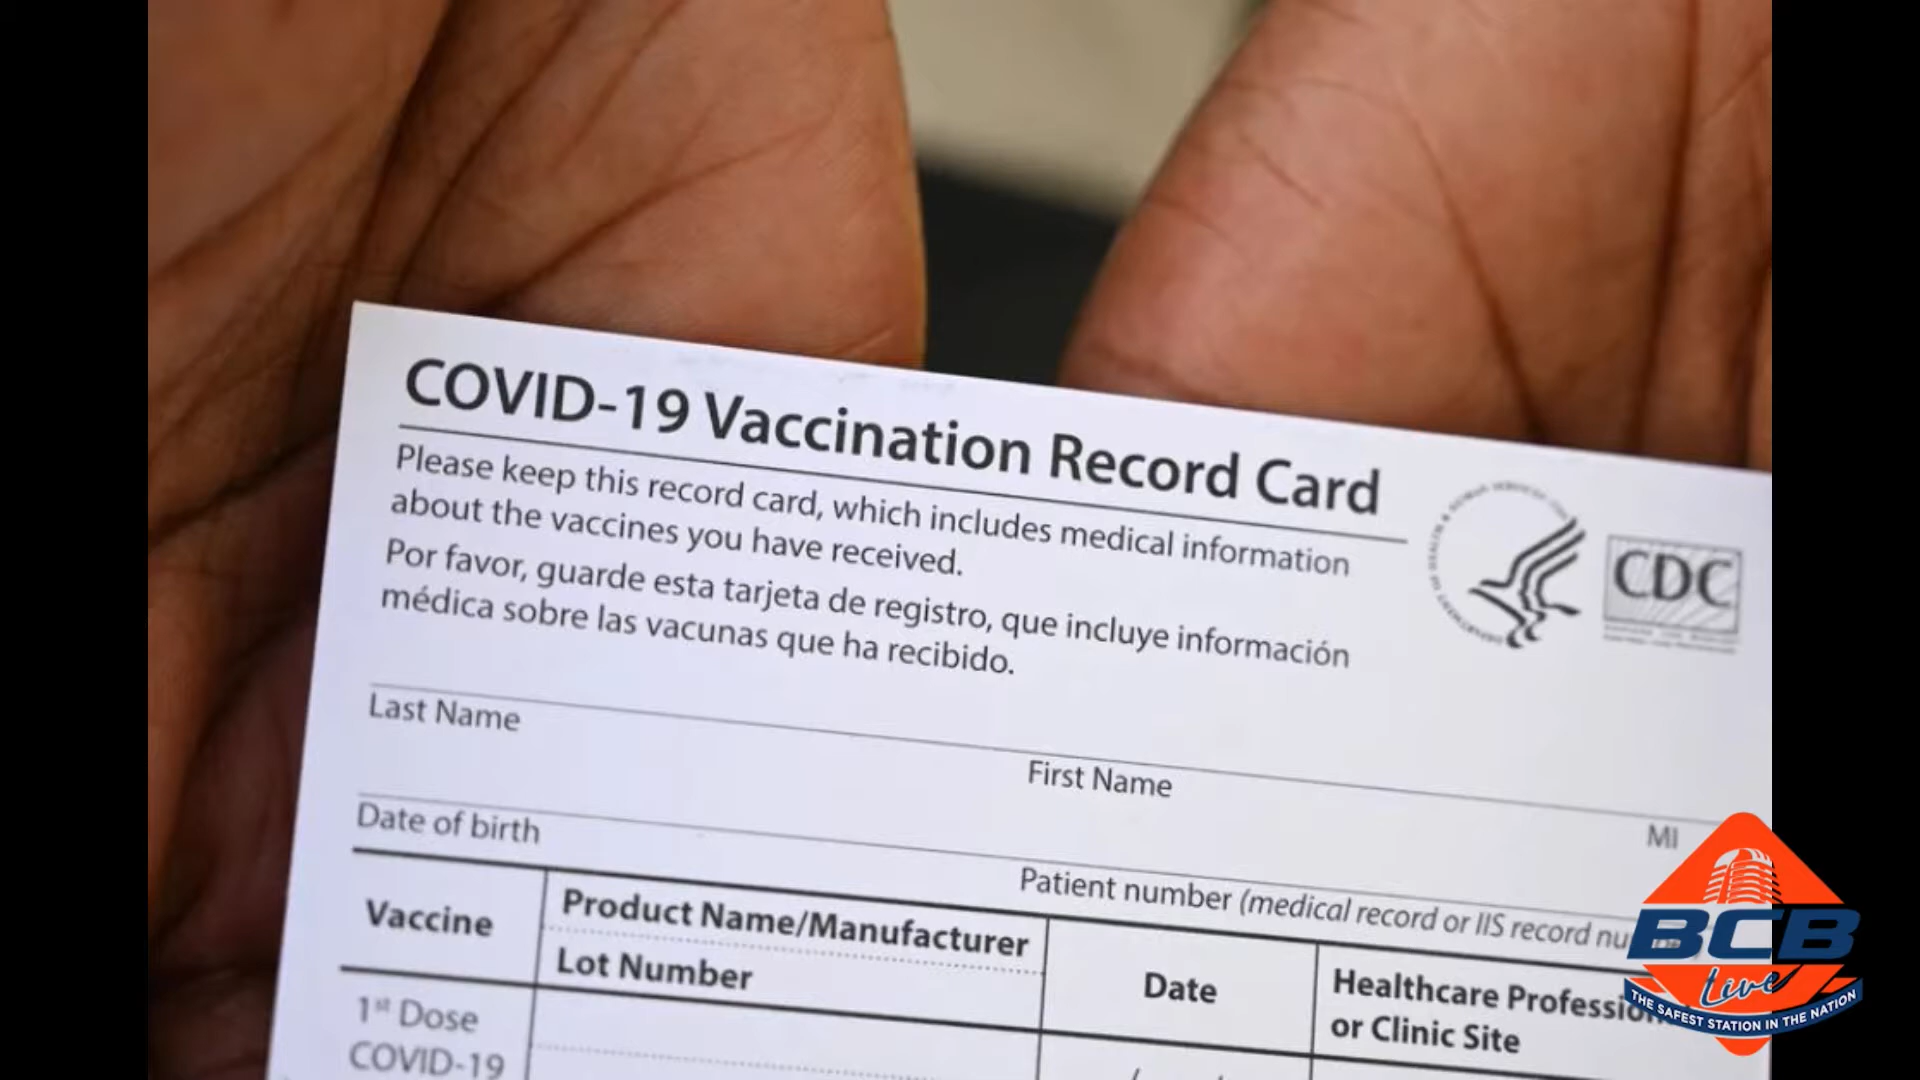 COVID-19 Vaccination Record Card
Please keep this record card, which includes medical information
about the vaccines you have received.
Por favor, guarde esta tarjeta de registro, que incluye información
médica sobre las vacunas que ha recibido.
CDC
Last Name
First Name
MI
Date of birth
Patient number (medical record or IIS record
Vaccine
Product Name/Manufacturer
Lot Number
Date
Healthcare
or Clinic Site
1st Dose
COVID-19
BCB
Live
THE SAFEST STATION IN THE NATION